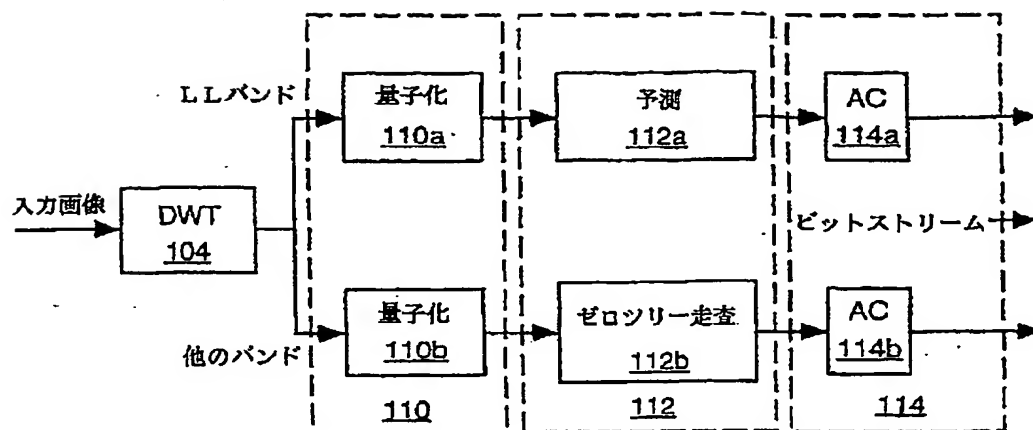 LLバンド
量子化
110a
予測
112a
AC
114a
入力画像
DWT
104
ビットストリーム
他のバンド
量子化
110b
ゼロツリー走査
112b
AC
114b
110
112
114